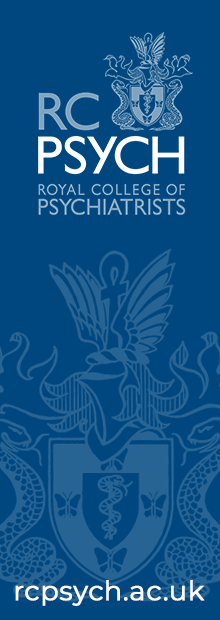 RC
PSYCH
ROYAL COLLEGE OF
PSYCHIATRISTS
rcpsych.ac.uk